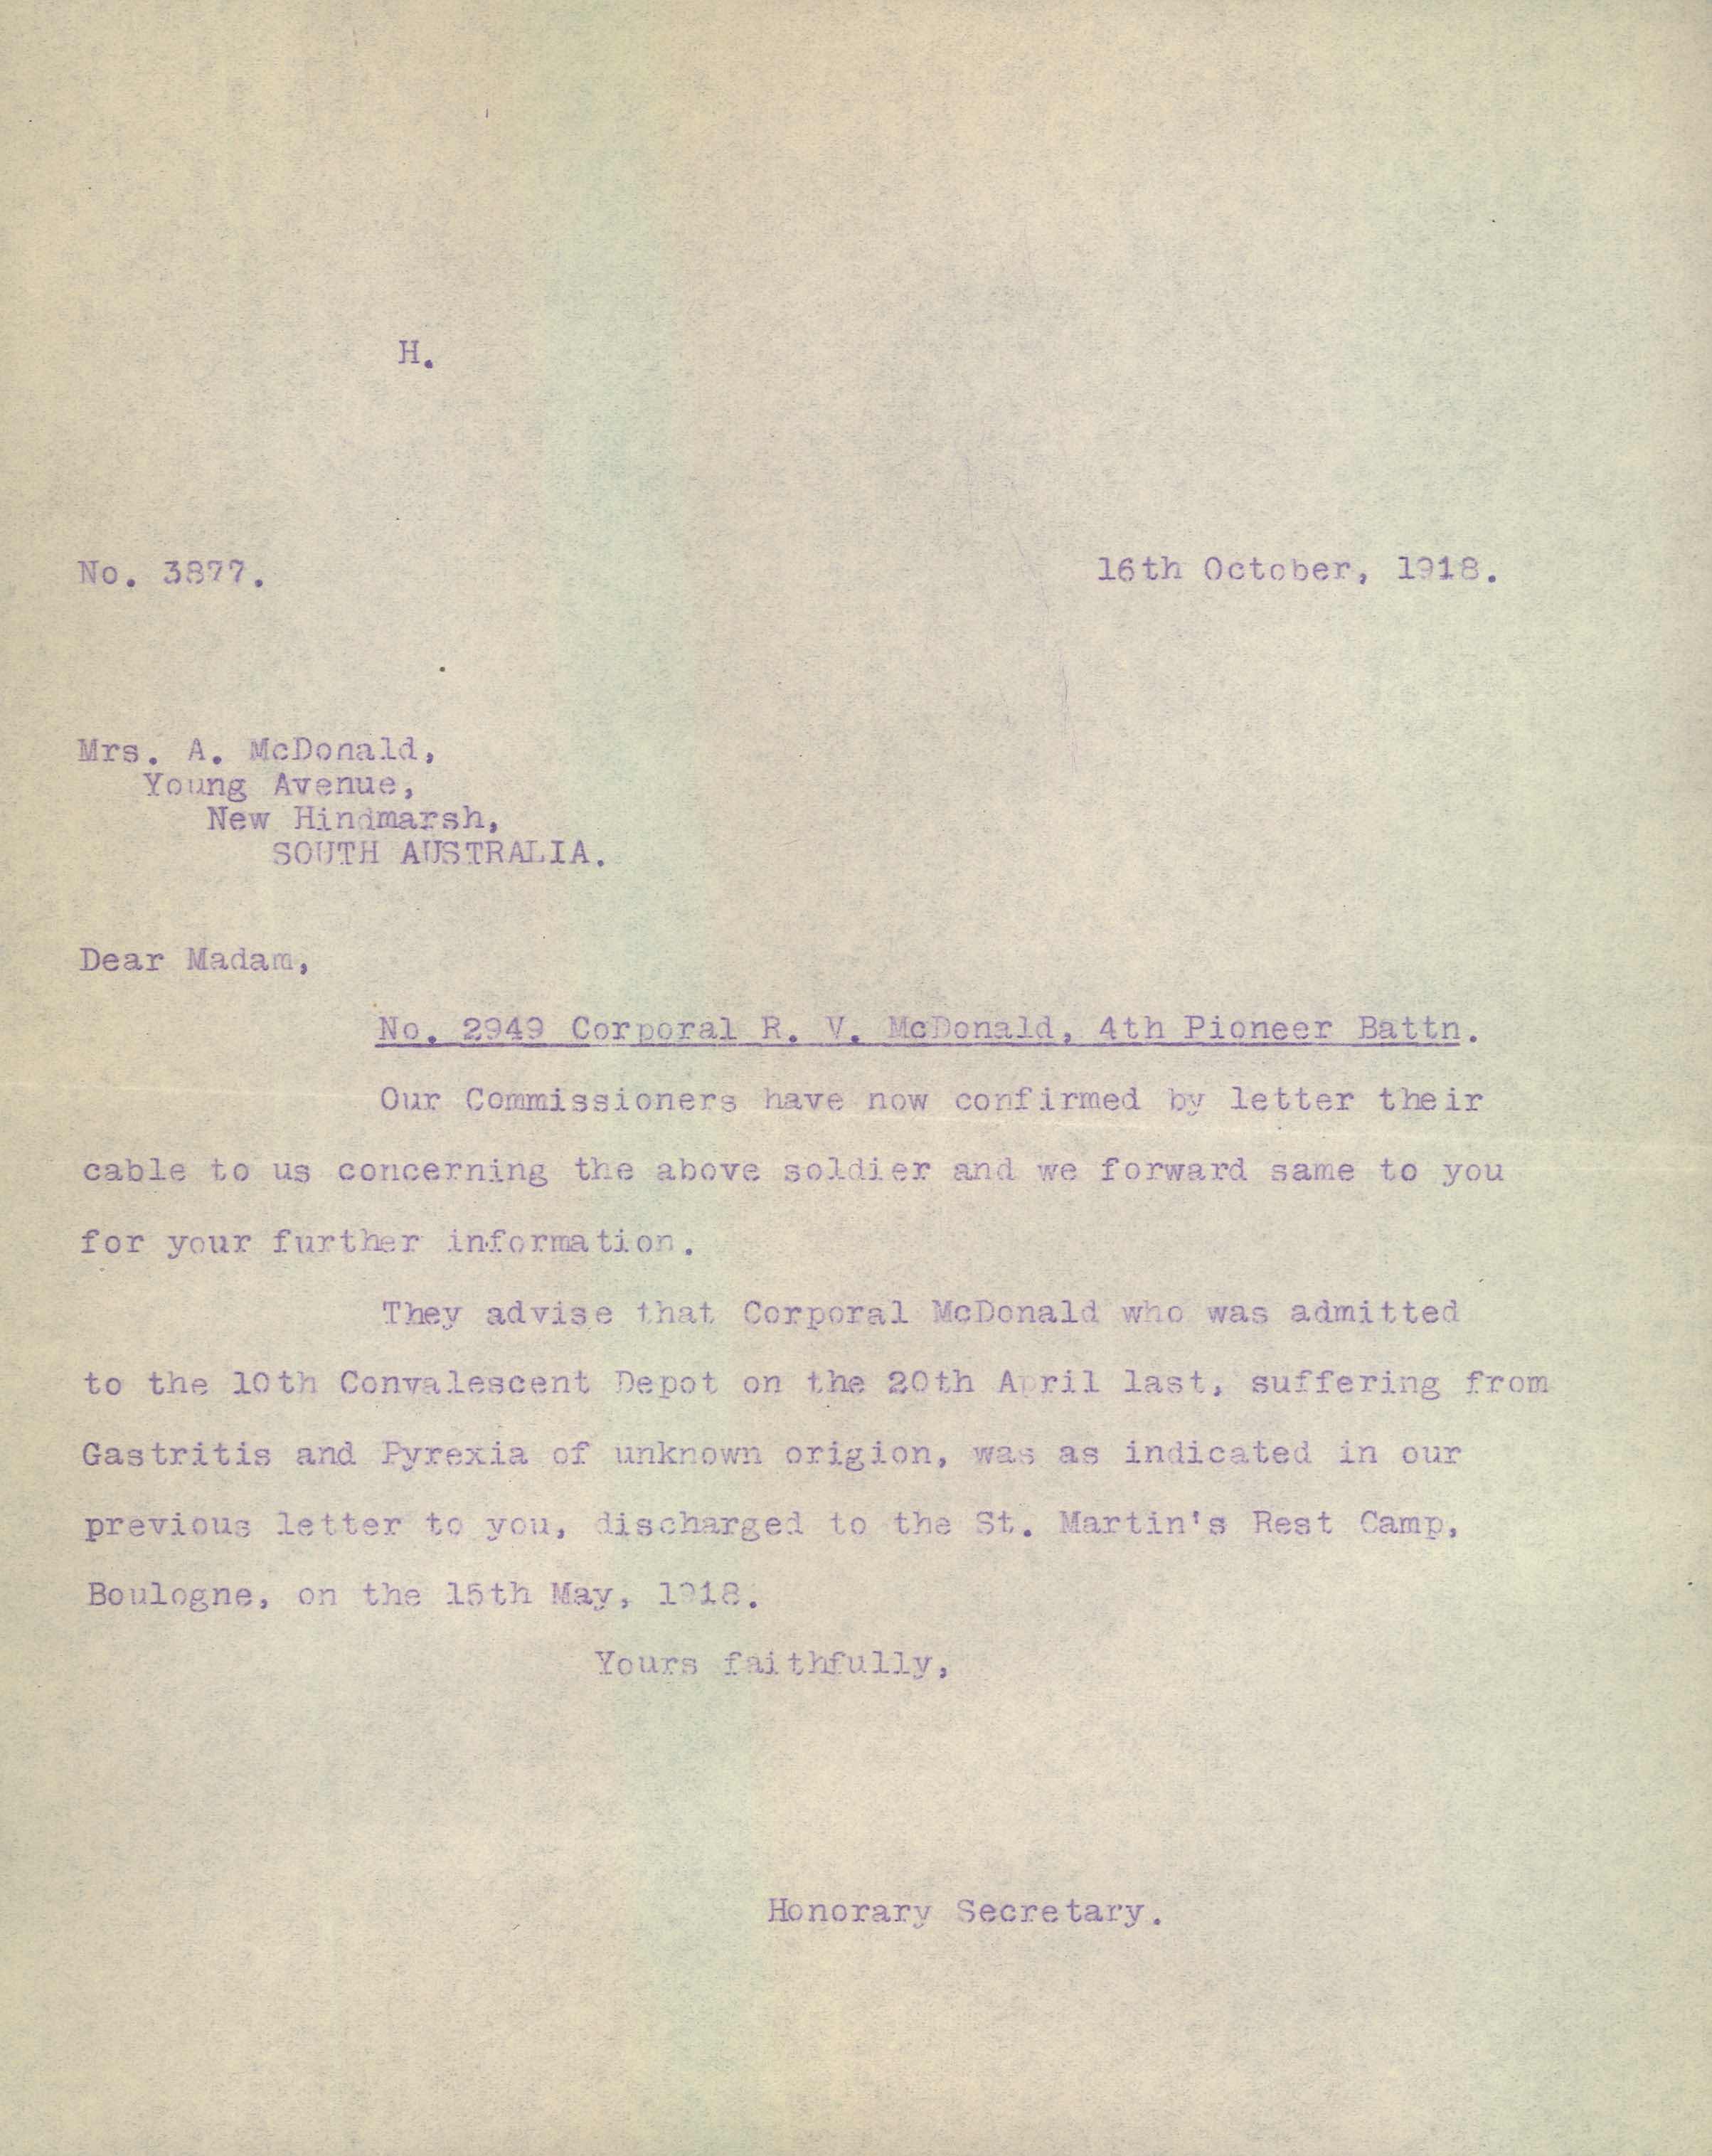 H.
No. 3877.
16th October, 1918.
Mrs. A. McDonald,
Young Avenue,
New Hindmarsh,
SOUTH AUSTRALIA.
Dear Madam,
No. 2949 Corporal R. V. McDonald, 4th Pioneer Battn.
Our Commissioners have now confirmed by letter their
cable to us concerning the above soldier and we forward same to you
for your further information.
They advise that Corporal McDonald who was admitted
to the 10th Convalescent Depot on the 20th April last, suffering from
Gastritis and Pyrexia of unknown origion, was as indicated in our
previous letter to you, discharged to the St. Martin's Rest Camp,
Boulogne, on the 15th May, 1918.
Yours faithfully,
Honorary Secretary.